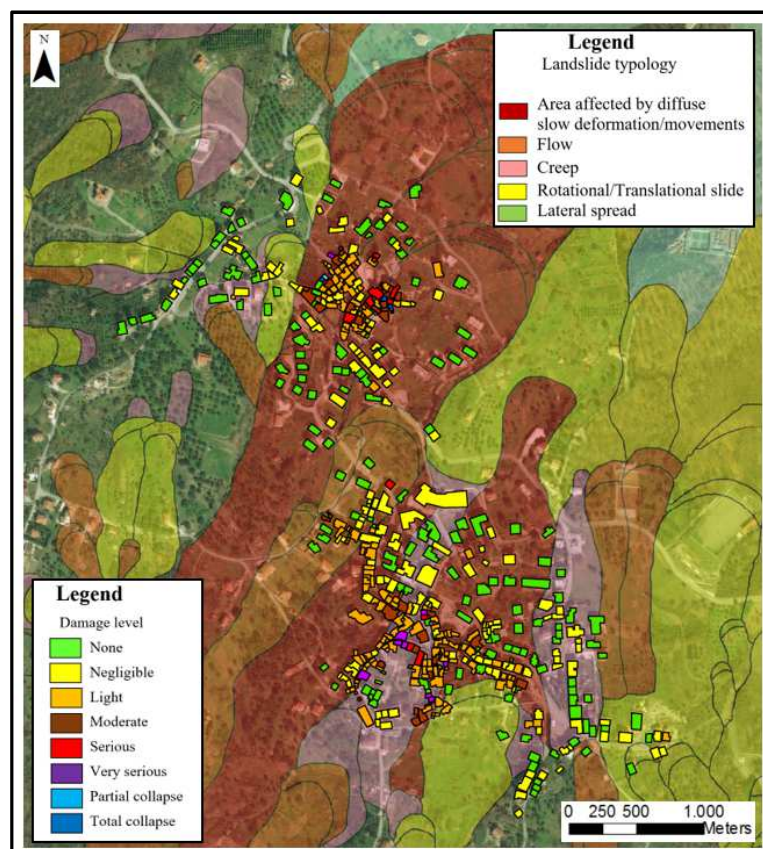 N
Legend
Landslide typology
Area affected by diffuse
slow deformation/movements
Flow
Creep
Rotational/Translational slide
Lateral spread
Legend
Damage level
None
Negligible
Light
Moderate
Serious
Very serious
Partial collapse
Total collapse
0 250 500 1.000
Meters